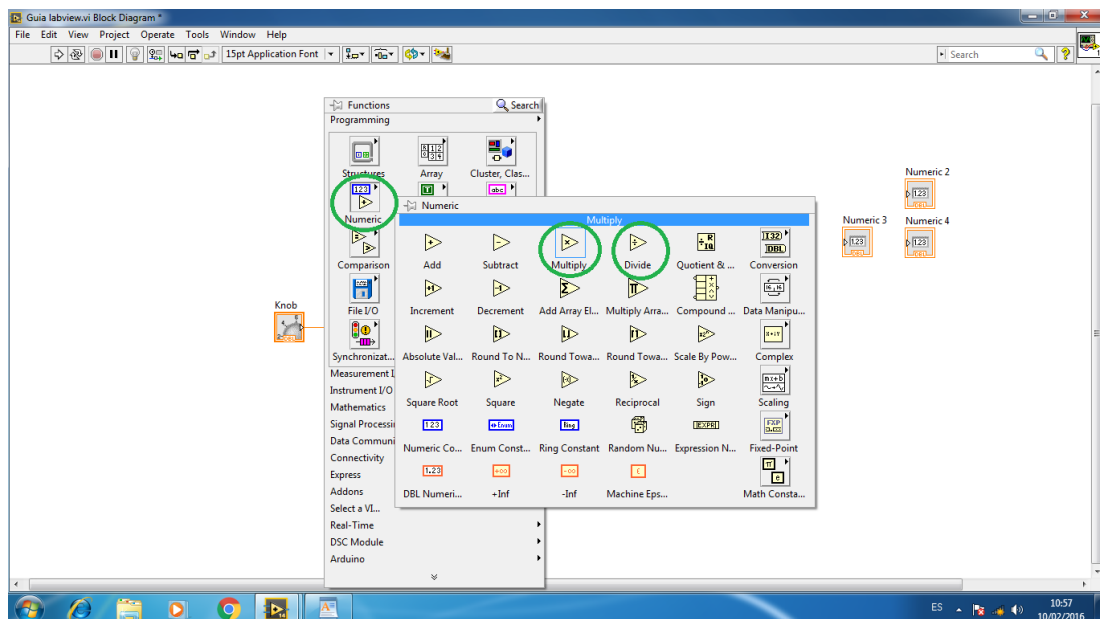 Guia labview.vi Block Diagram *
File Edit View Project Operate Tools Window Help
15pt Application Font
Search
Functions
Search
Programming
Structures Array Cluster, Clas...
Numeric
Comparison
File I/O
Synchronizat...
Measurement I
Instrument I/O
Mathematics
Signal Processi
Data Communi
Connectivity
Express
Addons
Select a VI...
Real-Time
DSC Module
Arduino
Numeric
Multiply
Add Subtract Multiply Divide Quotient & ... Conversion
Increment Decrement Add Array El... Multiply Arra... Compound ... Data Manipu...
Absolute Val... Round To N... Round Towa... Round Towa... Scale By Pow... Complex
Square Root Square Negate Reciprocal Sign Scaling
Numeric Co... Enum Const... Ring Constant Random Nu... Expression N... Fixed-Point
DBL Numeri... +Inf -Inf Machine Eps... Math Consta...
Knob
Numeric 2
Numeric 3 Numeric 4
ES
10:57
10/02/2016